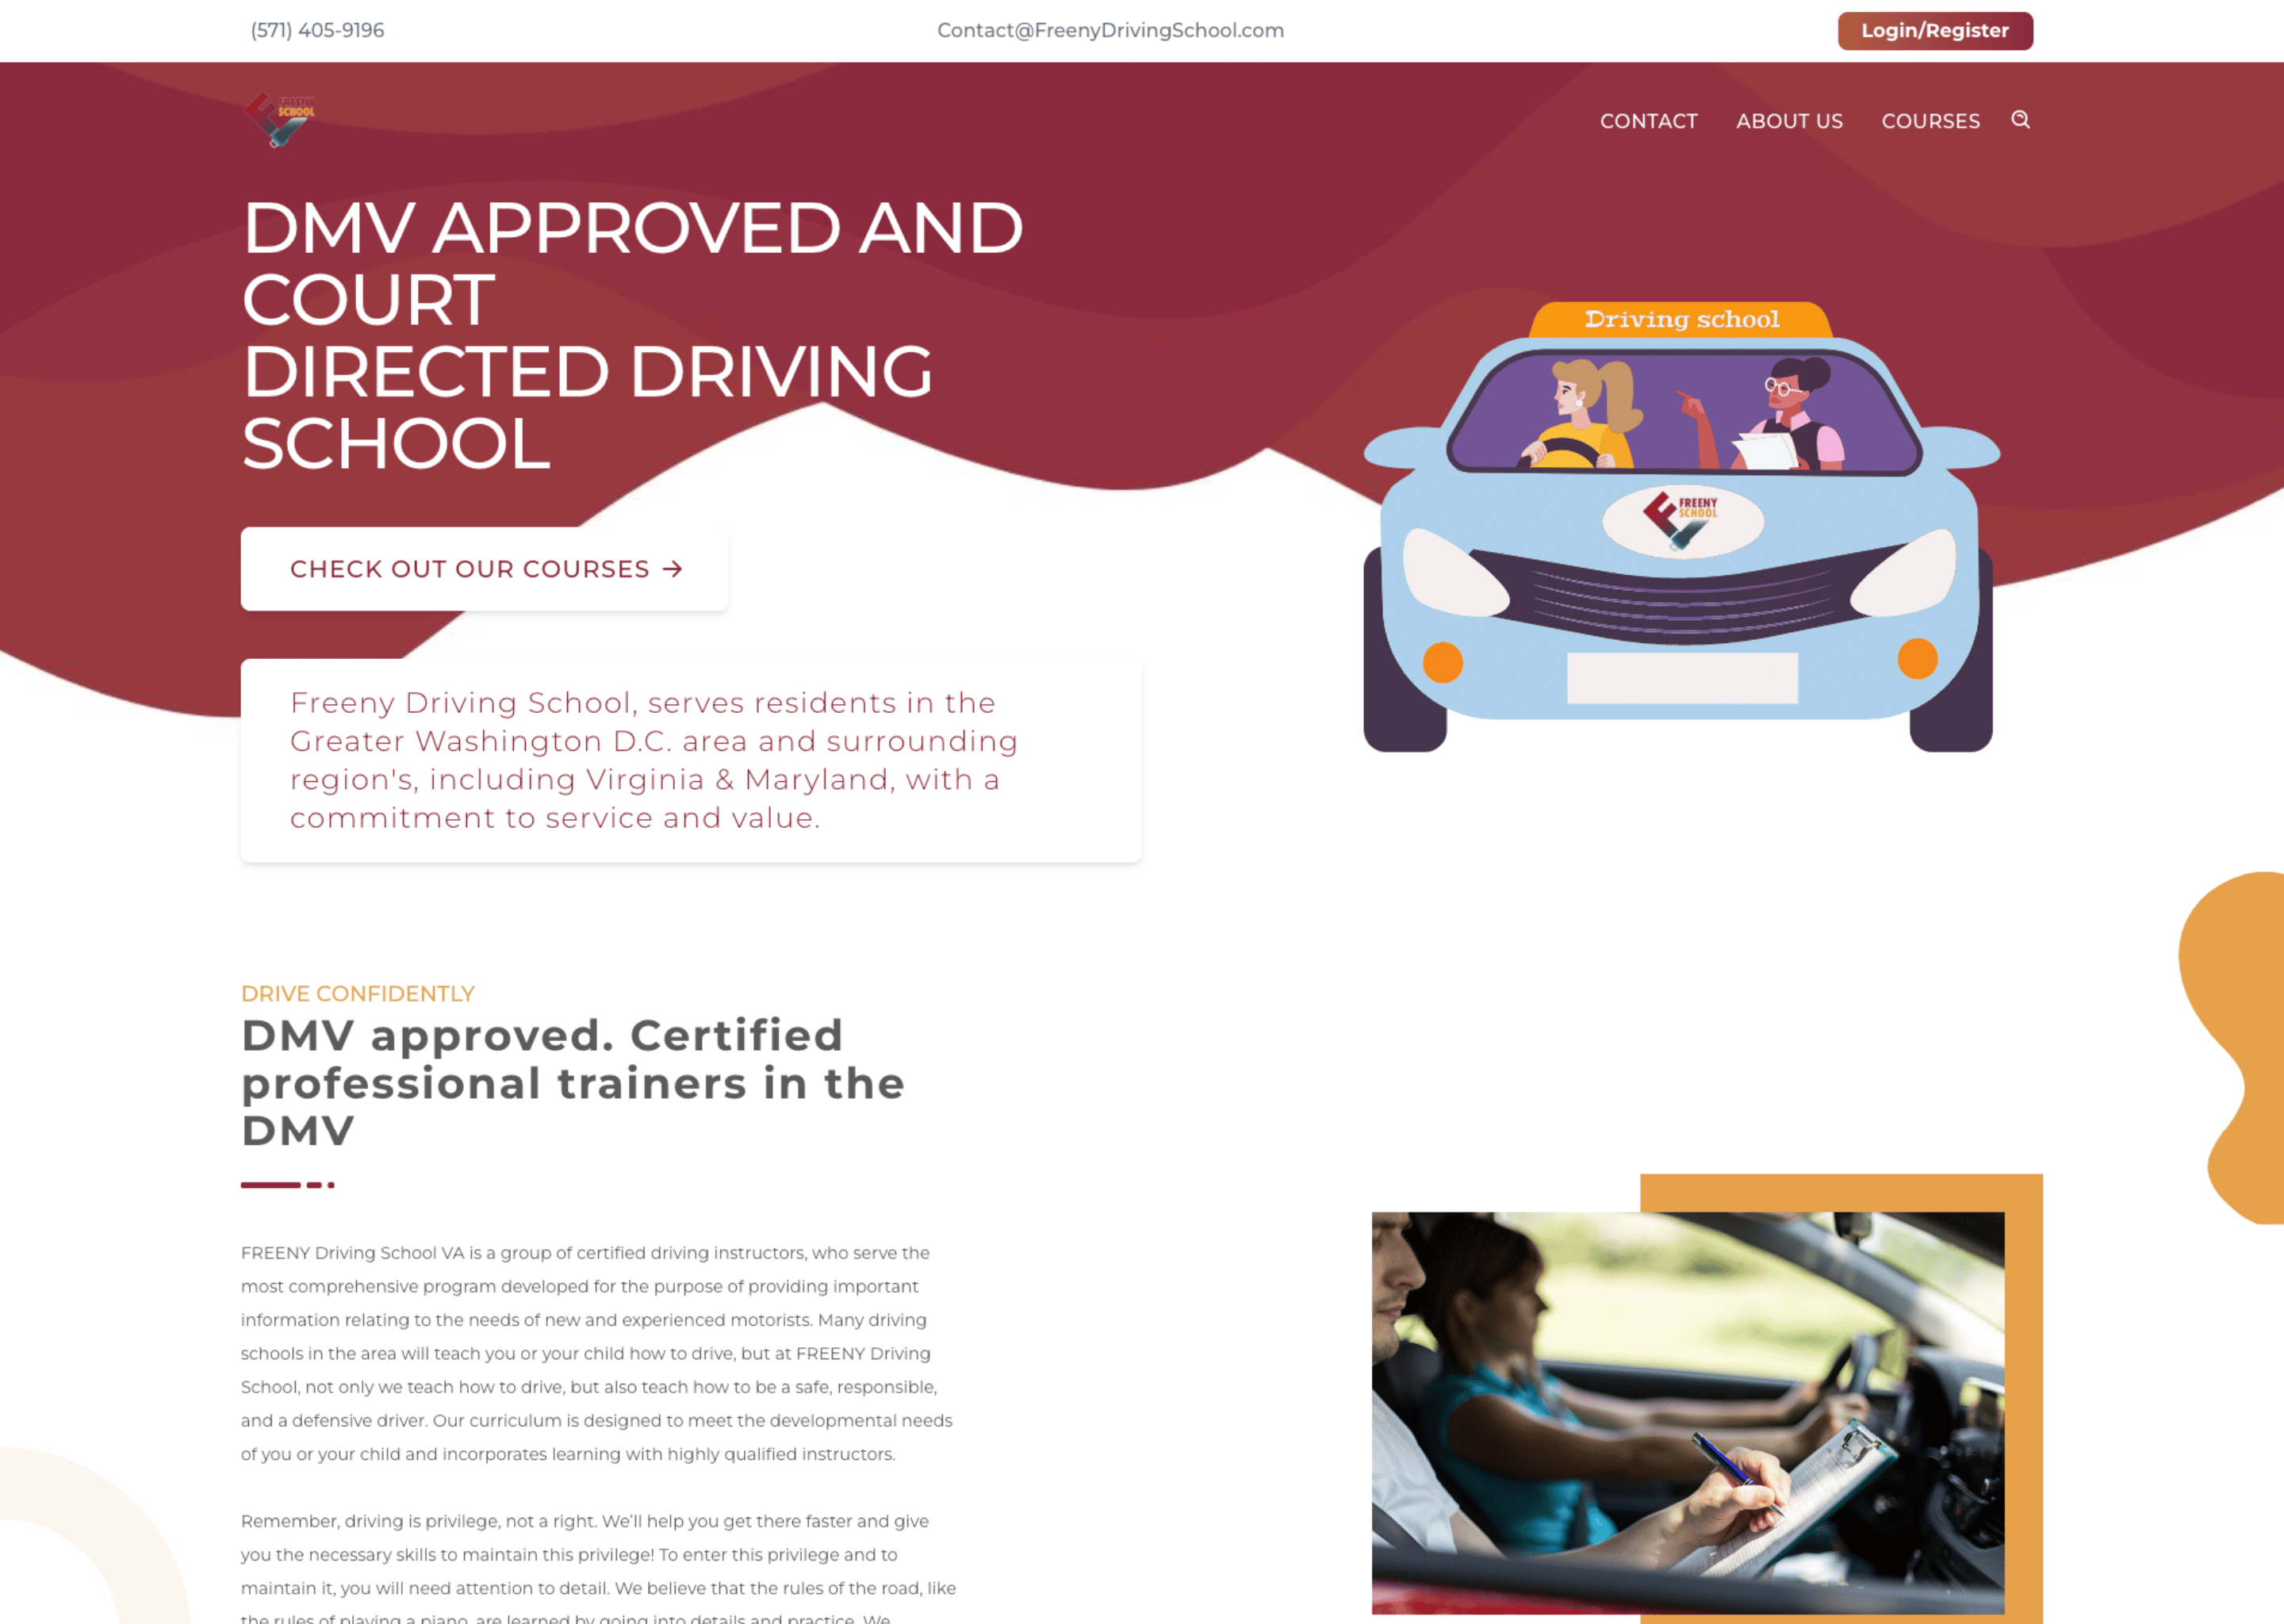 (571) 405-9196
Contact@FreenyDrivingSchool.com
Login/Register
FREENY
SCHOOL
CONTACT
ABOUT US
COURSES
DMV APPROVED AND
COURT
DIRECTED DRIVING
SCHOOL
Driving school
FREENY
SCHOOL
CHECK OUT OUR COURSES →
Freeny Driving School, serves residents in the
Greater Washington D.C. area and surrounding
region's, including Virginia & Maryland, with a
commitment to service and value.
DRIVE CONFIDENTLY
DMV approved. Certified
professional trainers in the
DMV
FREENY Driving School VA is a group of certified driving instructors, who serve the
most comprehensive program developed for the purpose of providing important
information relating to the needs of new and experienced motorists. Many driving
schools in the area will teach you or your child how to drive, but at FREENY Driving
School, not only we teach how to drive, but also teach how to be a safe, responsible,
and a defensive driver. Our curriculum is designed to meet the developmental needs
of you or your child and incorporates learning with highly qualified instructors.
Remember, driving is privilege, not a right. We'll help you get there faster and give
you the necessary skills to maintain this privilege! To enter this privilege and to
maintain it, you will need attention to detail. We believe that the rules of the road, like
the rules of playing a piano, are learned by going into details and practice. We